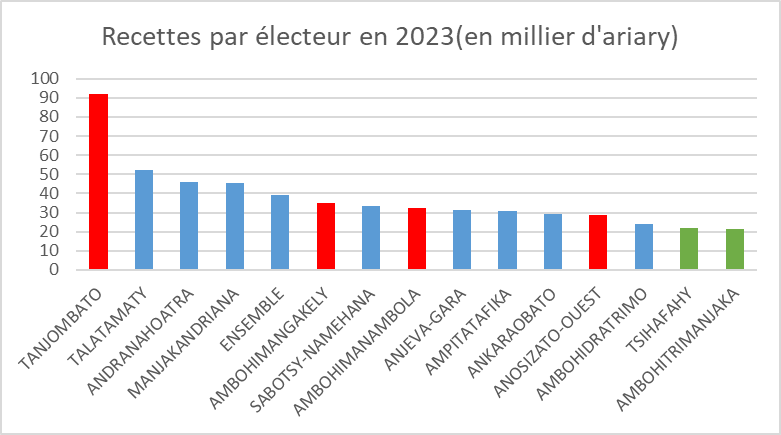 Recettes par électeur en 2023(en millier d'ariary)
100
90
80
70
60
50
40
30
20
10
0
TANJOMBATO
TALATAMATY
ANDRANAHOATRA
MANJAKANDRIANA
ENSEMBLE
AMBOHIMANGAKELY
SABOTSY-NAMEHANA
AMBOHIMANAMBOLA
ANJEVA-GARA
AMPITATAFIKA
ANKARAOBATO
ANOSIZATO-OUEST
AMBOHIDRATRIMO
TSIHAFAHY
AMBOHITRIMANJAKA